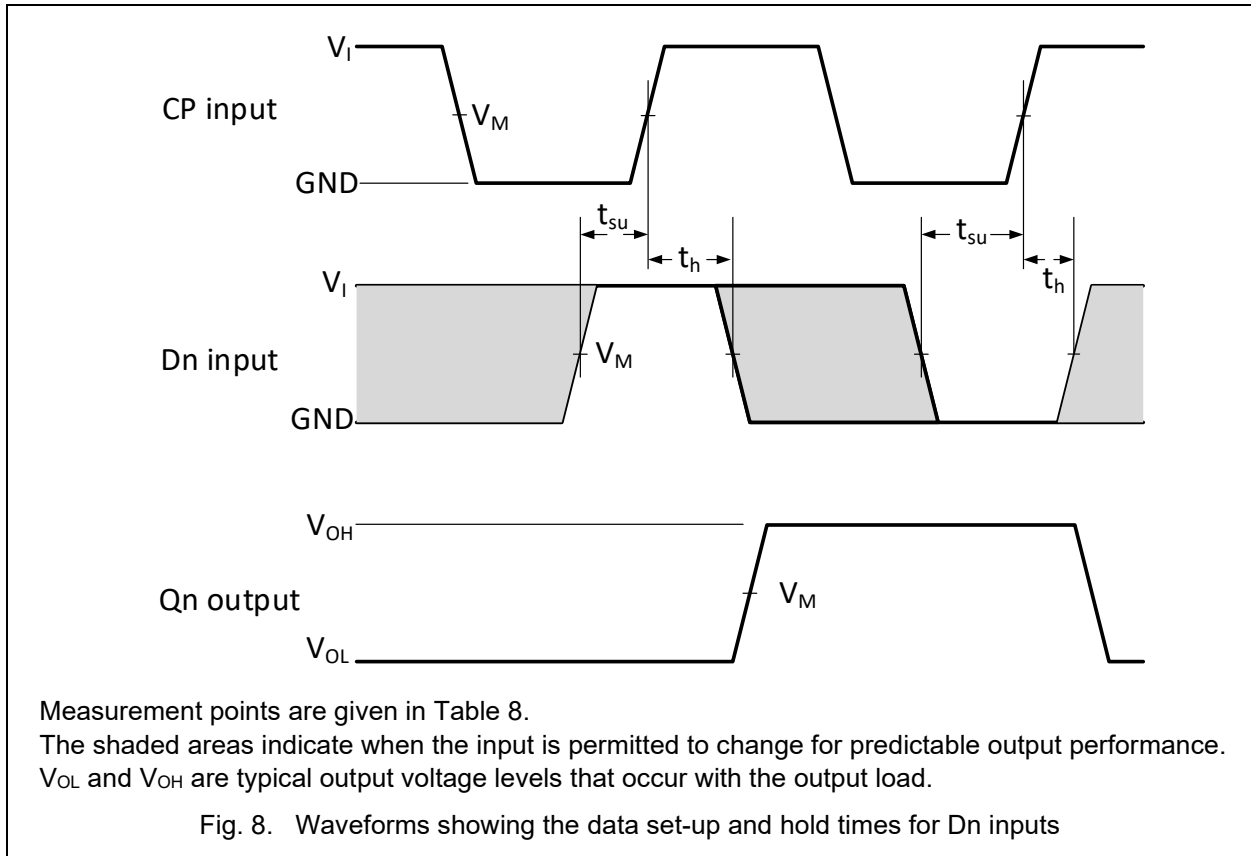 V_I
CP input
V_M
GND
t_su
t_su
t_h
t_h
V_I
Dn input
V_M
GND
V_OH
Qn output
V_M
V_OL
Measurement points are given in Table 8.
The shaded areas indicate when the input is permitted to change for predictable output performance.
V_OL and V_OH are typical output voltage levels that occur with the output load.
Fig. 8. Waveforms showing the data set-up and hold times for Dn inputs